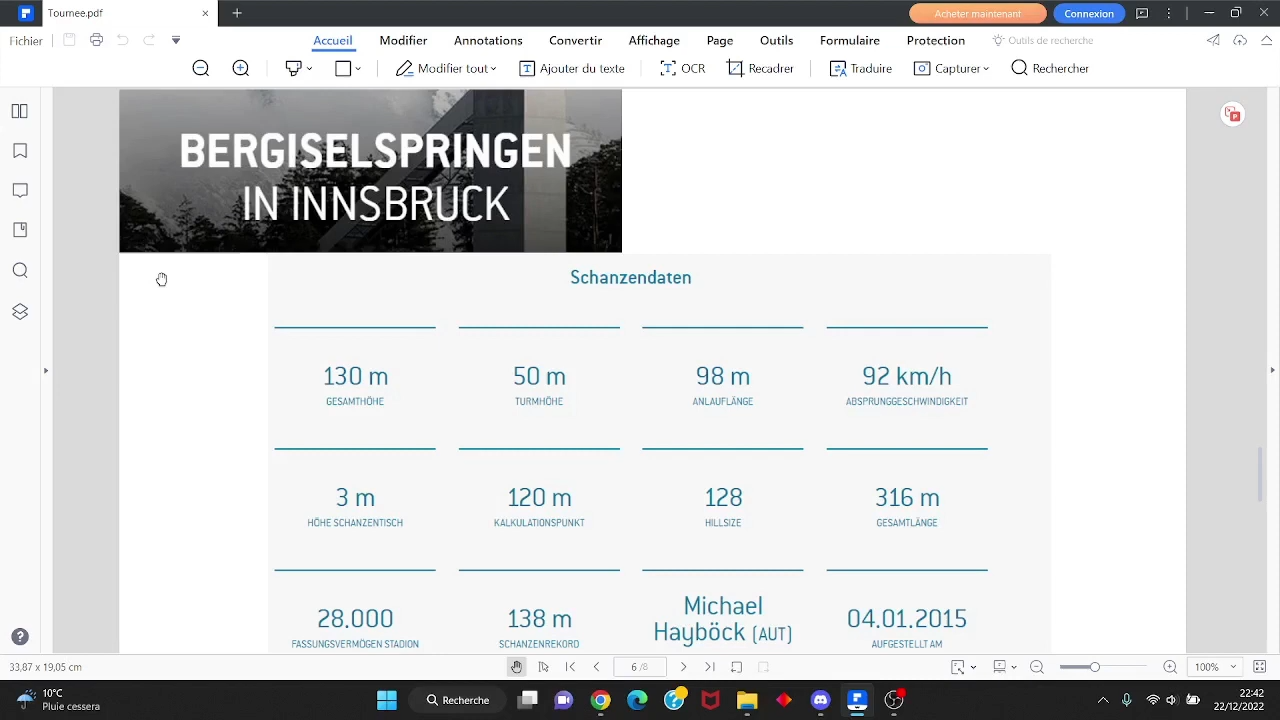 Tournee.pdf
Acheter maintenant
Connexion
Fichier
Accueil
Modifier
Annotations
Convertir
Affichage
Page
Outils
Formulaire
Protection
Outils de recherche
Modifier tout
Ajouter du texte
OCR
Recadrer
Traduire
Capturer
Rechercher
BERGISELSPRINGEN
IN INNSBRUCK
Schanzendaten
130 m
GESAMTHÖHE
50 m
TURMHÖHE
98 m
ANLAUFLÄNGE
92 km/h
ABSPRUNGGESCHWINDIGKEIT
3 m
HÖHE SCHANZENTISCH
120 m
KALKULATIONSPUNKT
128
HILLSIZE
316 m
GESAMTLÄNGE
28.000
FASSUNGSVERMÖGEN STADION
138 m
SCHANZENREKORD
Michael
Hayböck (AUT)
04.01.2015
AUFGESTELLT AM
33,87 x 19,05 cm
6 /8
100%
10°C
Pluie cessera
Rechercher
22:42
22/12/2022